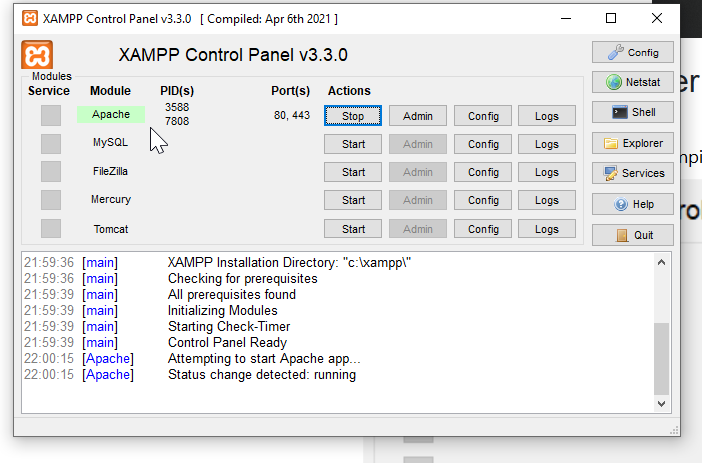 XAMPP Control Panel v3.3.0 [ Compiled: Apr 6th 2021 ]
XAMPP Control Panel v3.3.0
Config
Modules
Service Module PID(s) Port(s) Actions
Netstat
Apache 3588 7808 80, 443 Stop Admin Config Logs
Shell
MySQL Start Admin Config Logs
Explorer
FileZilla Start Admin Config Logs
Services
Mercury Start Admin Config Logs
Help
Tomcat Start Admin Config Logs
Quit
21:59:36 [main] XAMPP Installation Directory: "c:\xampp\"
21:59:36 [main] Checking for prerequisites
21:59:39 [main] All prerequisites found
21:59:39 [main] Initializing Modules
21:59:39 [main] Starting Check-Timer
21:59:39 [main] Control Panel Ready
22:00:15 [Apache] Attempting to start Apache app...
22:00:15 [Apache] Status change detected: running